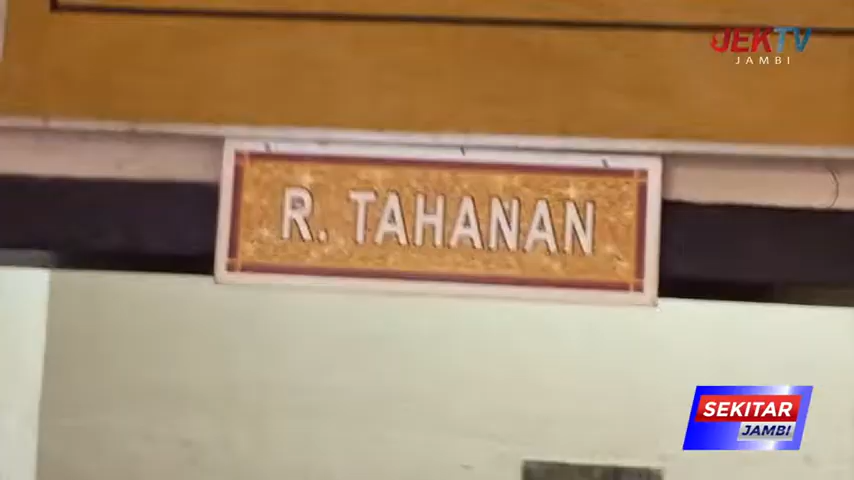 JEKTV
JAMBI
R. TAHANAN
SEKITAR
JAMBI